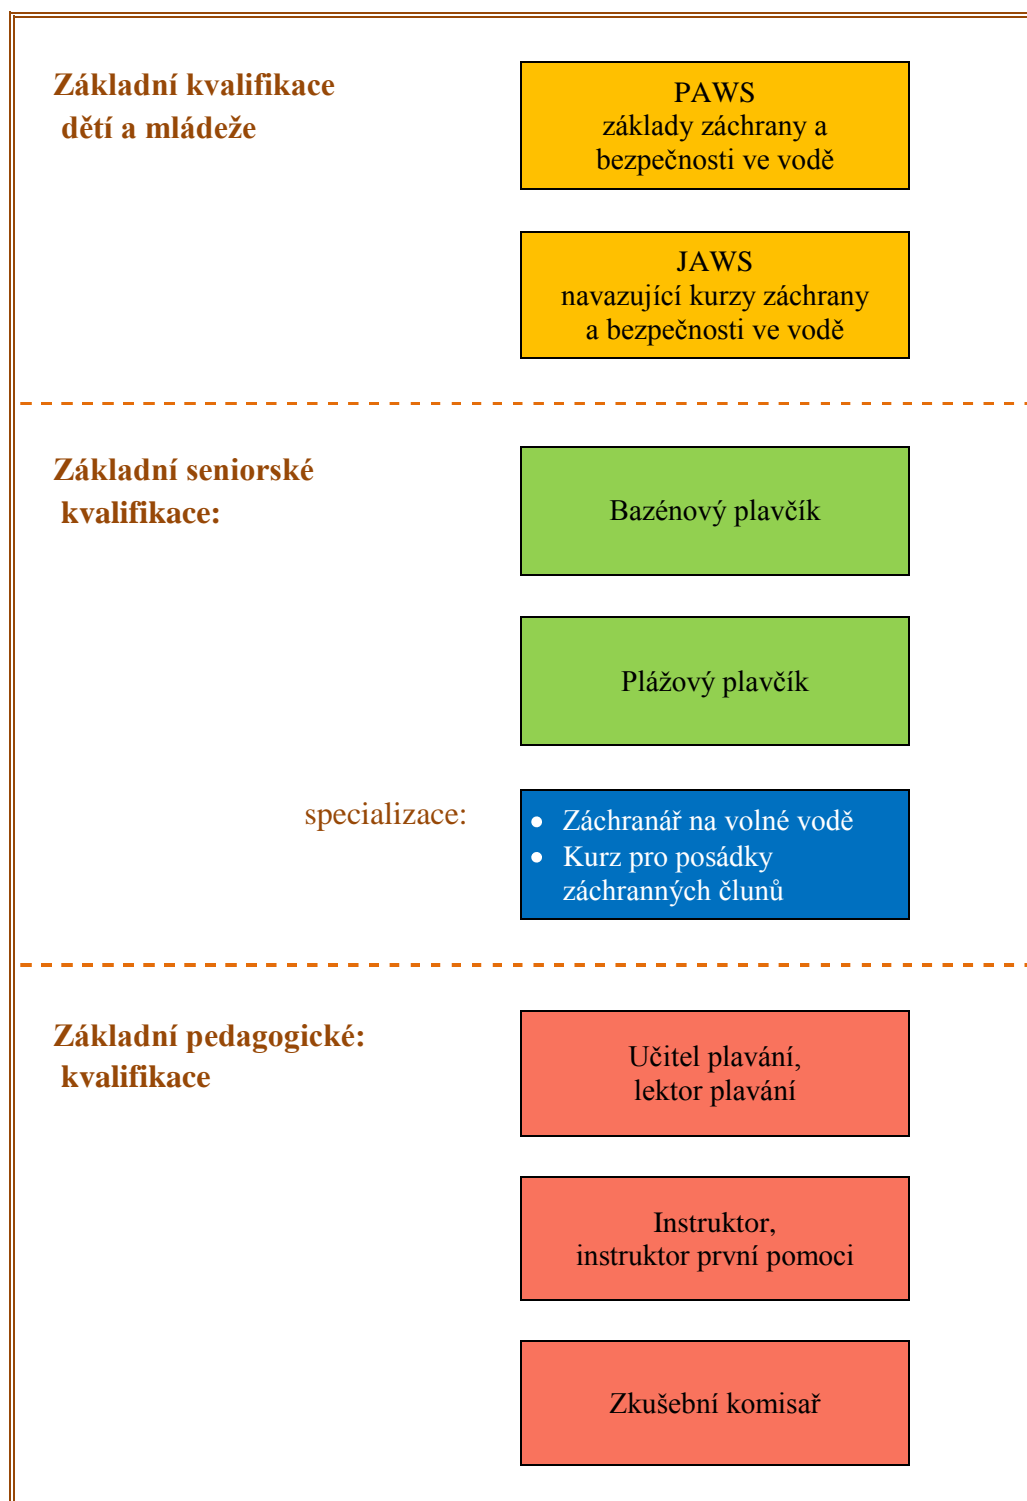 Základní kvalifikace
dětí a mládeže
PAWS
základy záchrany a
bezpečnosti ve vodě
JAWS
navazující kurzy záchrany
a bezpečnosti ve vodě
Základní seniorské
kvalifikace:
Bazénový plavčík
Plážový plavčík
specializace:
• Záchranář na volné vodě
• Kurz pro posádky
záchranných člunů
Základní pedagogické:
kvalifikace
Učitel plavání,
lektor plavání
Instruktor,
instruktor první pomoci
Zkušební komisař